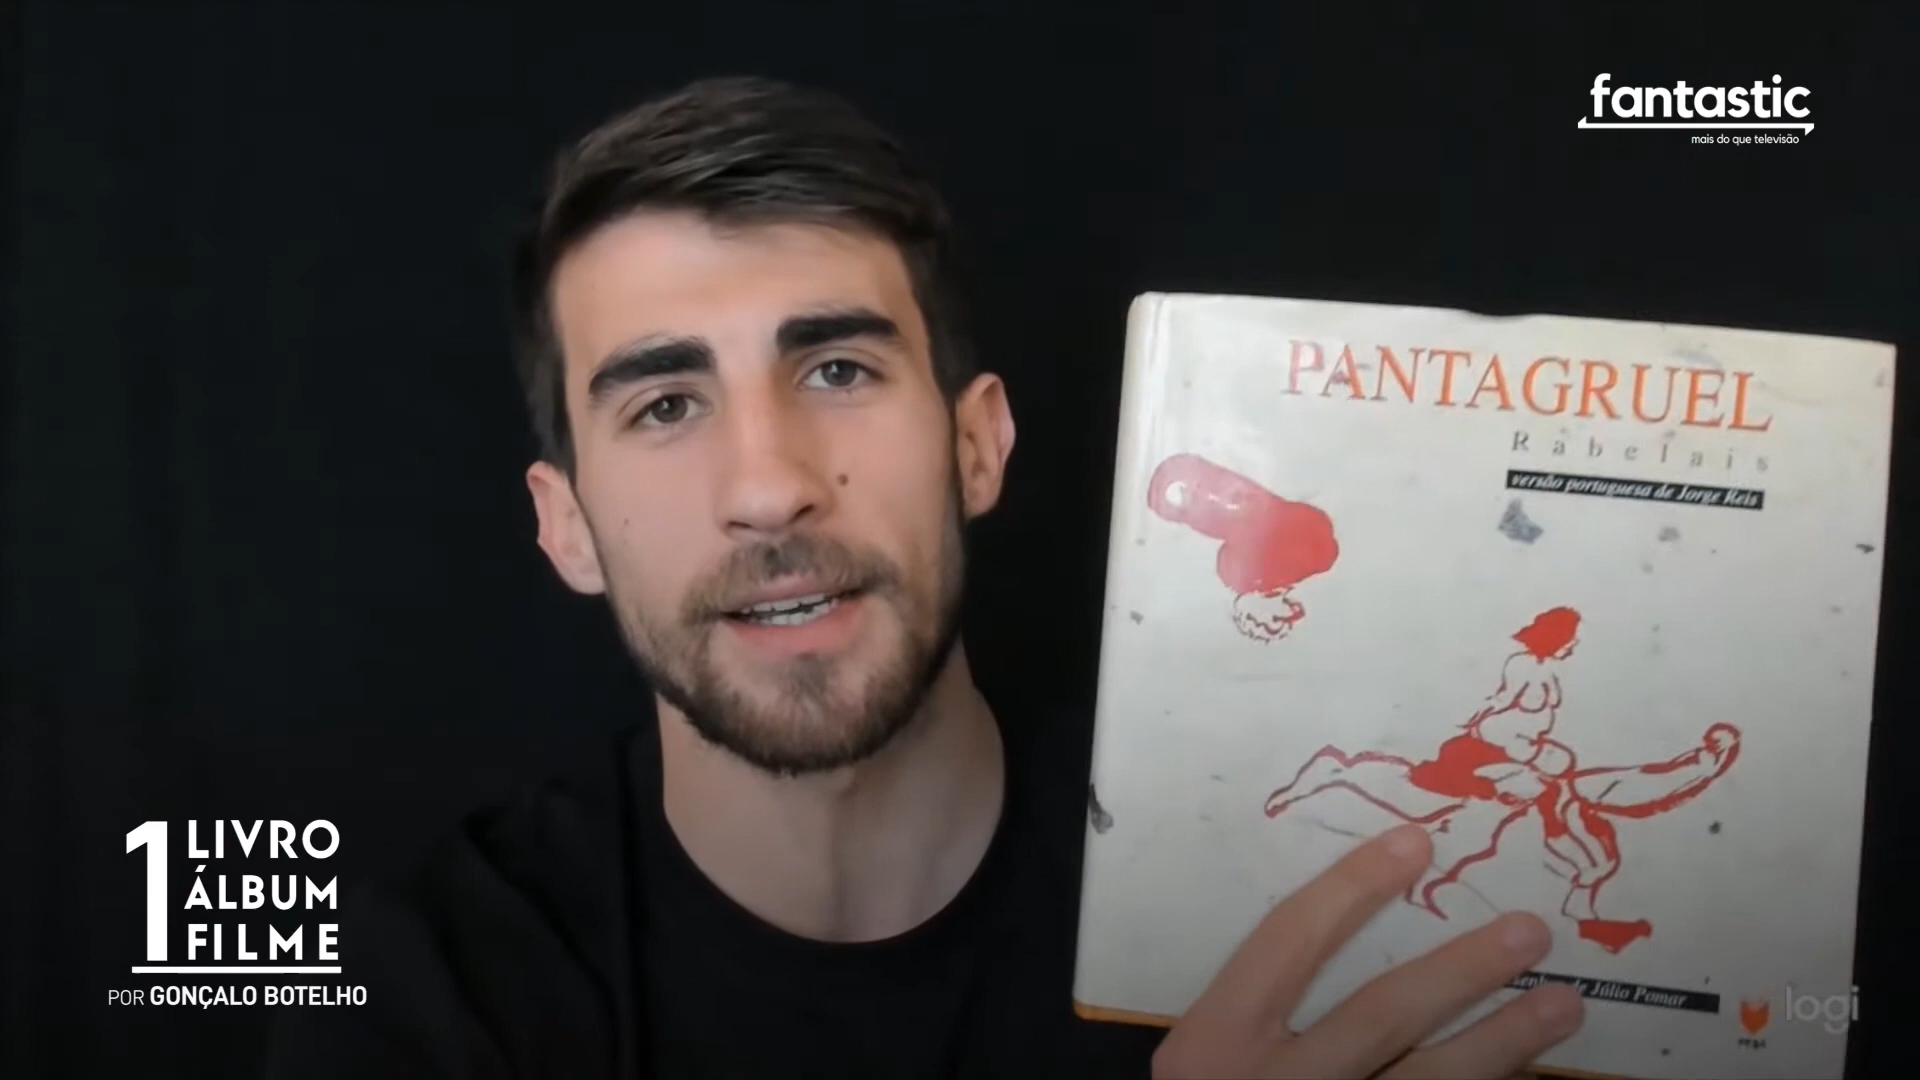 fantastic
mais do que televisão
PANTAGRUEL
Rabelais
versão portuguesa de Jorge Reis
1 LIVRO
ÁLBUM
FILME
POR GONÇALO BOTELHO
de Júlio Pomar
logi